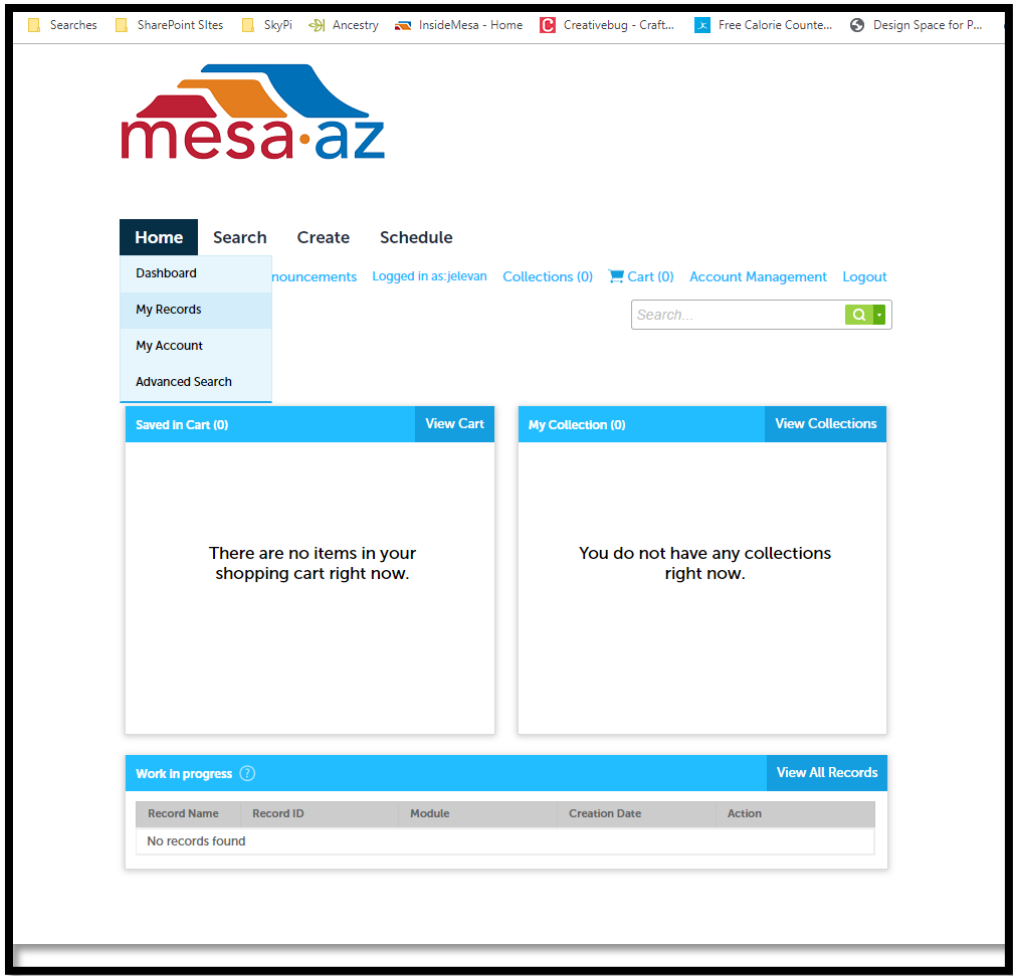 Searches SharePoint SItes SkyPi Ancestry InsideMesa - Home Creativebug - Craft... Free Calorie Counte... Design Space for P...
mesa·az
Home Search Create Schedule
Dashboard
nouncements Logged in as:jelevan Collections (0) Cart (0) Account Management Logout
My Records
Search...
My Account
Advanced Search
Saved in Cart (0) View Cart My Collection (0) View Collections
There are no items in your
shopping cart right now.
You do not have any collections
right now.
Work in progress ? View All Records
Record Name Record ID Module Creation Date Action
No records found